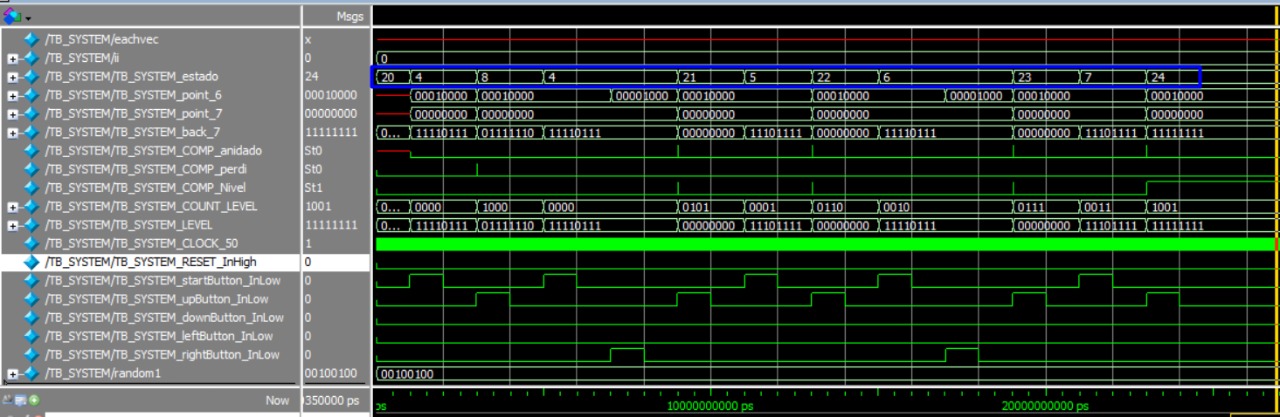 Msgs
/TB_SYSTEM/eachvec x
/TB_SYSTEM/ii 0 0
/TB_SYSTEM/TB_SYSTEM_estado 24 20 4 8 4 21 5 22 6 23 7 24
/TB_SYSTEM/TB_SYSTEM_point_6 00010000 00010000 00010000 00001000 00010000 00010000 00001000 00010000 00010000
/TB_SYSTEM/TB_SYSTEM_point_7 00000000 00000000 00000000 00000000 00000000 00000000 00000000
/TB_SYSTEM/TB_SYSTEM_back_7 11111111 0... 11110111 01111110 11110111 00000000 11101111 00000000 11110111 00000000 11101111 11111111
/TB_SYSTEM/TB_SYSTEM_COMP_anidado St0
/TB_SYSTEM/TB_SYSTEM_COMP_perdi St0
/TB_SYSTEM/TB_SYSTEM_COMP_Nivel St1
/TB_SYSTEM/TB_SYSTEM_COUNT_LEVEL 1001 0... 0000 1000 0000 0101 0001 0110 0010 0111 0011 1001
/TB_SYSTEM/TB_SYSTEM_LEVEL 11111111 0... 11110111 01111110 11110111 00000000 11101111 00000000 11110111 00000000 11101111 11111111
/TB_SYSTEM/TB_SYSTEM_CLOCK_50 1
/TB_SYSTEM/TB_SYSTEM_RESET_InHigh 0
/TB_SYSTEM/TB_SYSTEM_startButton_InLow 0
/TB_SYSTEM/TB_SYSTEM_upButton_InLow 0
/TB_SYSTEM/TB_SYSTEM_downButton_InLow 0
/TB_SYSTEM/TB_SYSTEM_leftButton_InLow 0
/TB_SYSTEM/TB_SYSTEM_rightButton_InLow 0
/TB_SYSTEM/random1 00100100 00100100
Now 350000 ps ps 10000000000 ps 20000000000 ps